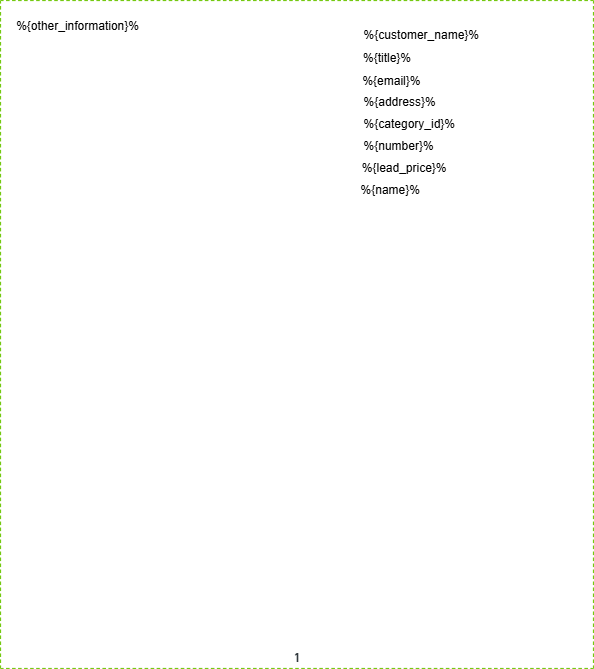 %{other_information}%
%{customer_name}%
%{title}%
%{email}%
%{address}%
%{category_id}%
%{number}%
%{lead_price}%
%{name}%
1